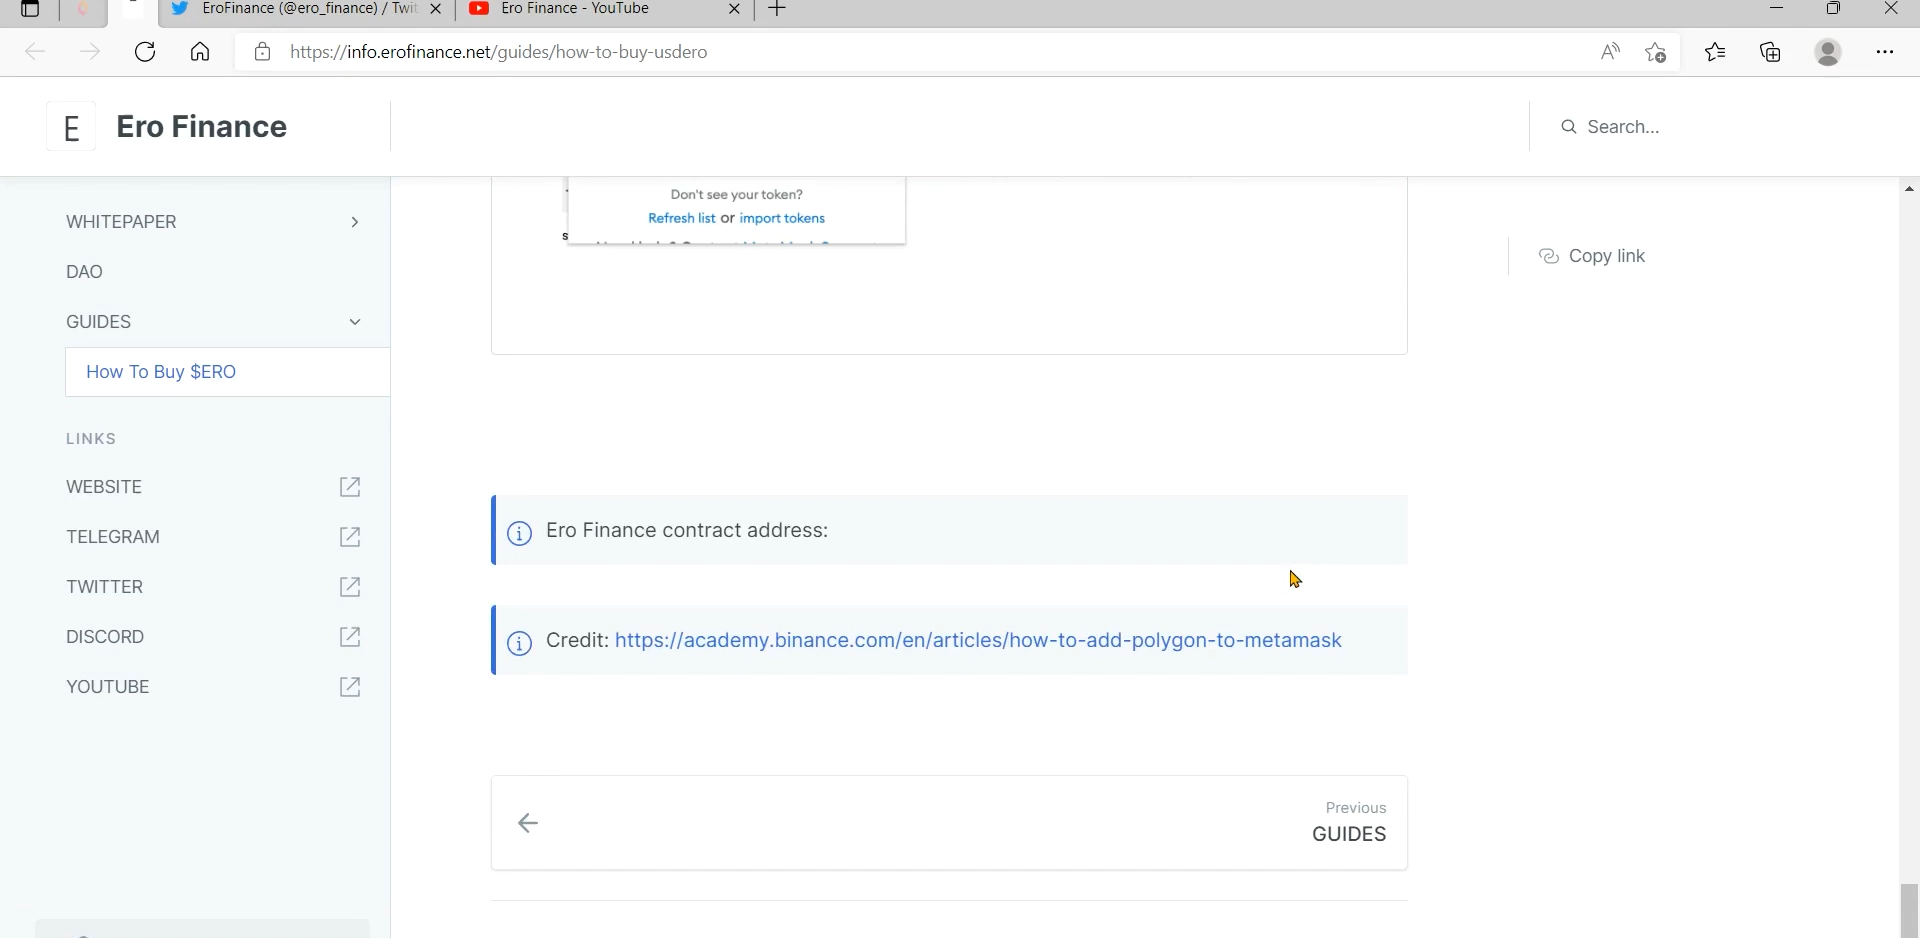 EroFinance (@ero_finance) / Twit
Ero Finance - YouTube
https://info.erofinance.net/guides/how-to-buy-usdero
E
Ero Finance
Search...
WHITEPAPER
DAO
GUIDES
How To Buy $ERO
LINKS
WEBSITE
TELEGRAM
TWITTER
DISCORD
YOUTUBE
Don't see your token?
Refresh list or import tokens
Copy link
Ero Finance contract address:
Credit: https://academy.binance.com/en/articles/how-to-add-polygon-to-metamask
Previous
GUIDES